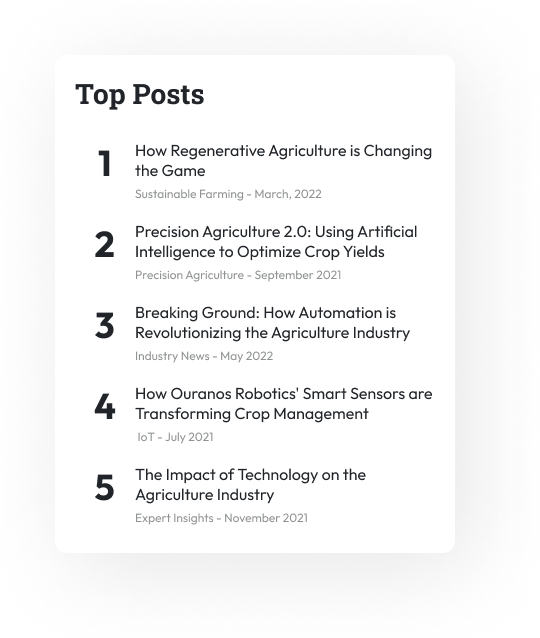 Top Posts
1
How Regenerative Agriculture is Changing
the Game
Sustainable Farming - March, 2022
2
Precision Agriculture 2.0: Using Artificial
Intelligence to Optimize Crop Yields
Precision Agriculture - September 2021
3
Breaking Ground: How Automation is
Revolutionizing the Agriculture Industry
Industry News - May 2022
4
How Ouranos Robotics' Smart Sensors are
Transforming Crop Management
IoT - July 2021
5
The Impact of Technology on the
Agriculture Industry
Expert Insights - November 2021